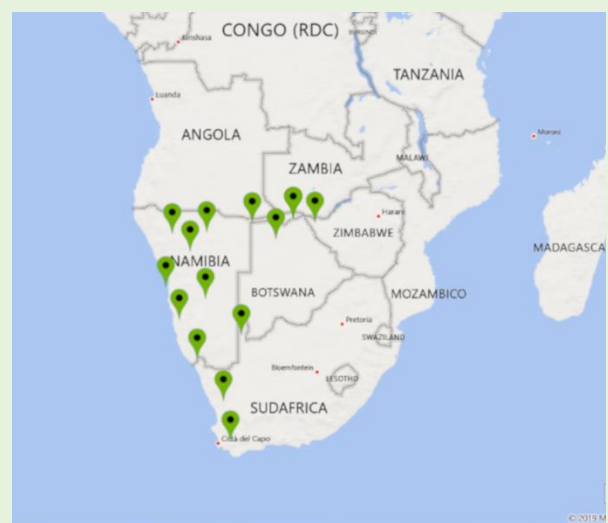 CONGO (RDC)
BURUNDI
Kinshasa
TANZANIA
Luanda
ANGOLA
Moroni
MALAWI
ZAMBIA
Harare
ZIMBABWE
MADAGASCA
NAMIBIA
BOTSWANA
MOZAMBICO
Pretoria
SWAZILAND
Bloemfontein
LESOTHO
SUDAFRICA
Città del Capo
© 2019 M